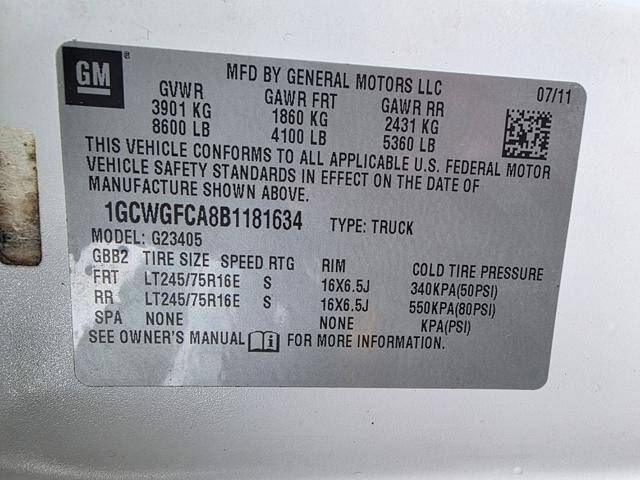 GM ® MFD BY GENERAL MOTORS LLC 07/11
GVWR GAWR FRT GAWR RR
3901 KG 1860 KG 2431 KG
8600 LB 4100 LB 5360 LB
THIS VEHICLE CONFORMS TO ALL APPLICABLE U.S. FEDERAL MOTOR
VEHICLE SAFETY STANDARDS IN EFFECT ON THE DATE OF
MANUFACTURE SHOWN ABOVE.
1GCWGFCA8B1181634 TYPE: TRUCK
MODEL: G23405
GBB2 TIRE SIZE SPEED RTG RIM COLD TIRE PRESSURE
FRT LT245/75R16E S 16X6.5J 340KPA(50PSI)
RR LT245/75R16E S 16X6.5J 550KPA(80PSI)
SPA NONE NONE KPA(PSI)
SEE OWNER'S MANUAL i FOR MORE INFORMATION.